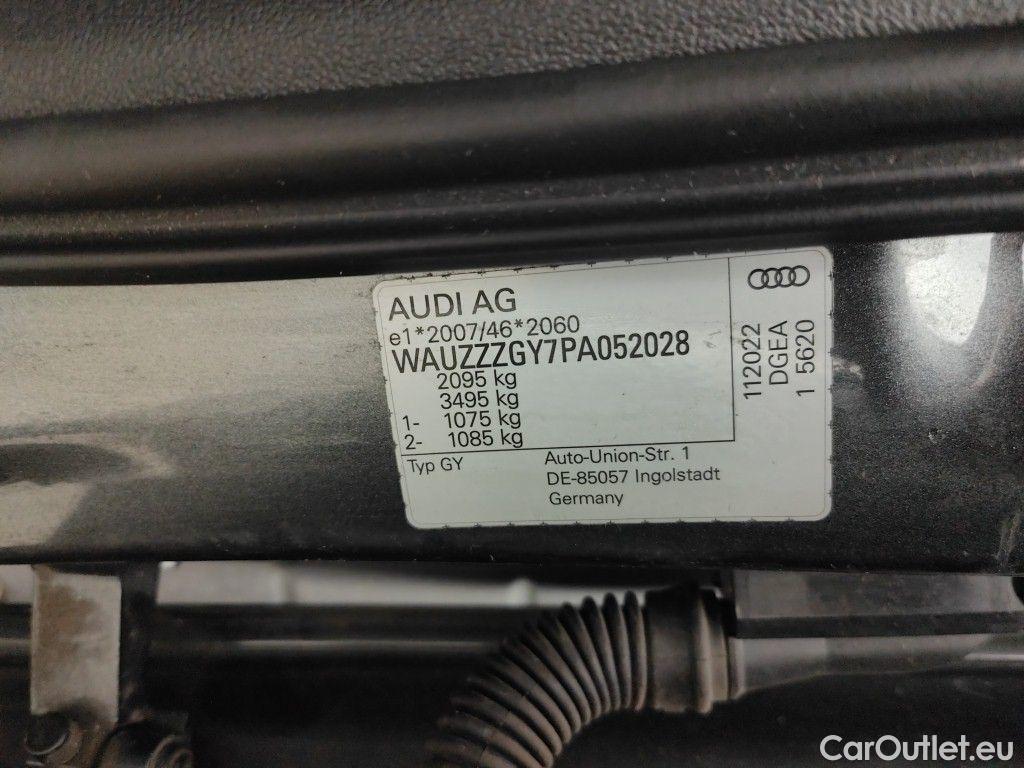 AUDI AG
e1*2007/46*2060
WAUZZZGY7PA052028
2095 kg
3495 kg
1- 1075 kg
2- 1085 kg
Typ GY
Auto-Union-Str. 1
DE-85057 Ingolstadt
Germany
112022
DGEA
1 5620
CarOutlet.eu